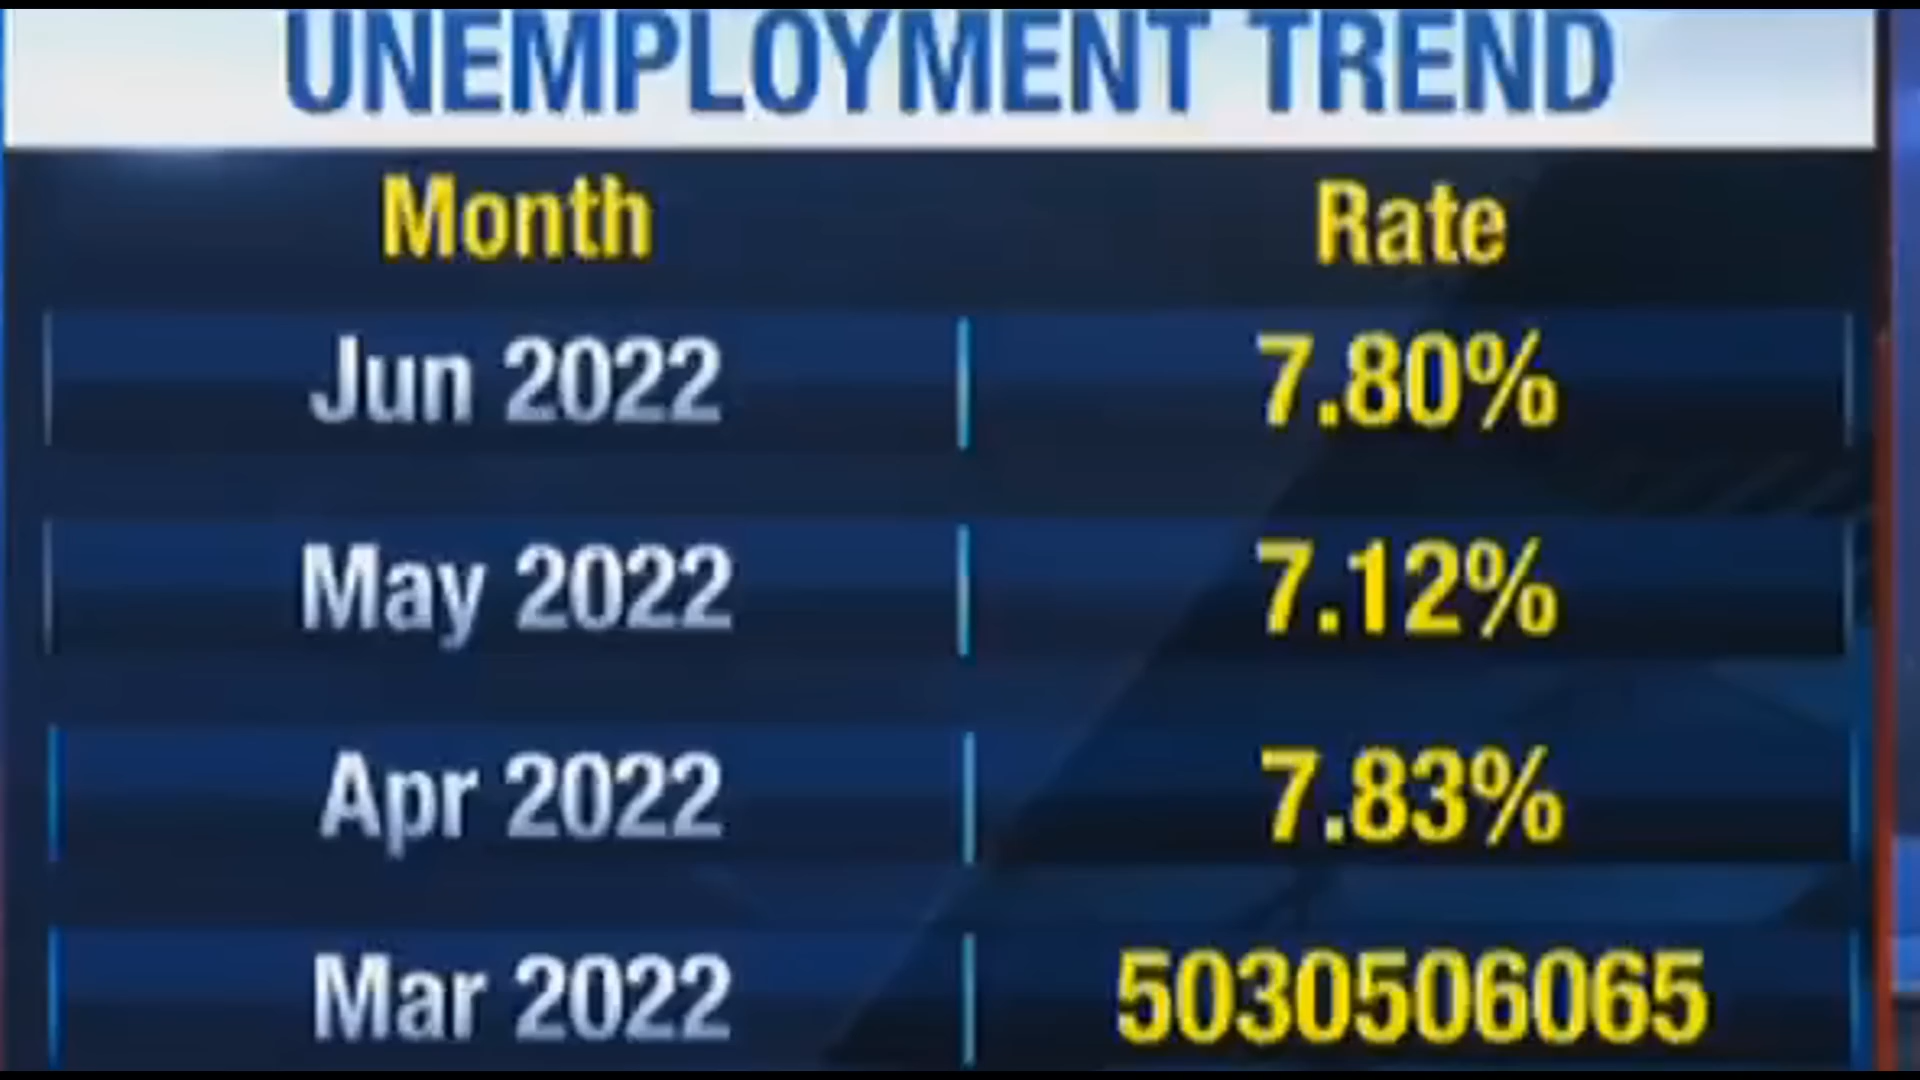 UNEMPLOYMENT TREND
Month Rate
Jun 2022 7.80%
May 2022 7.12%
Apr 2022 7.83%
Mar 2022 5030506065